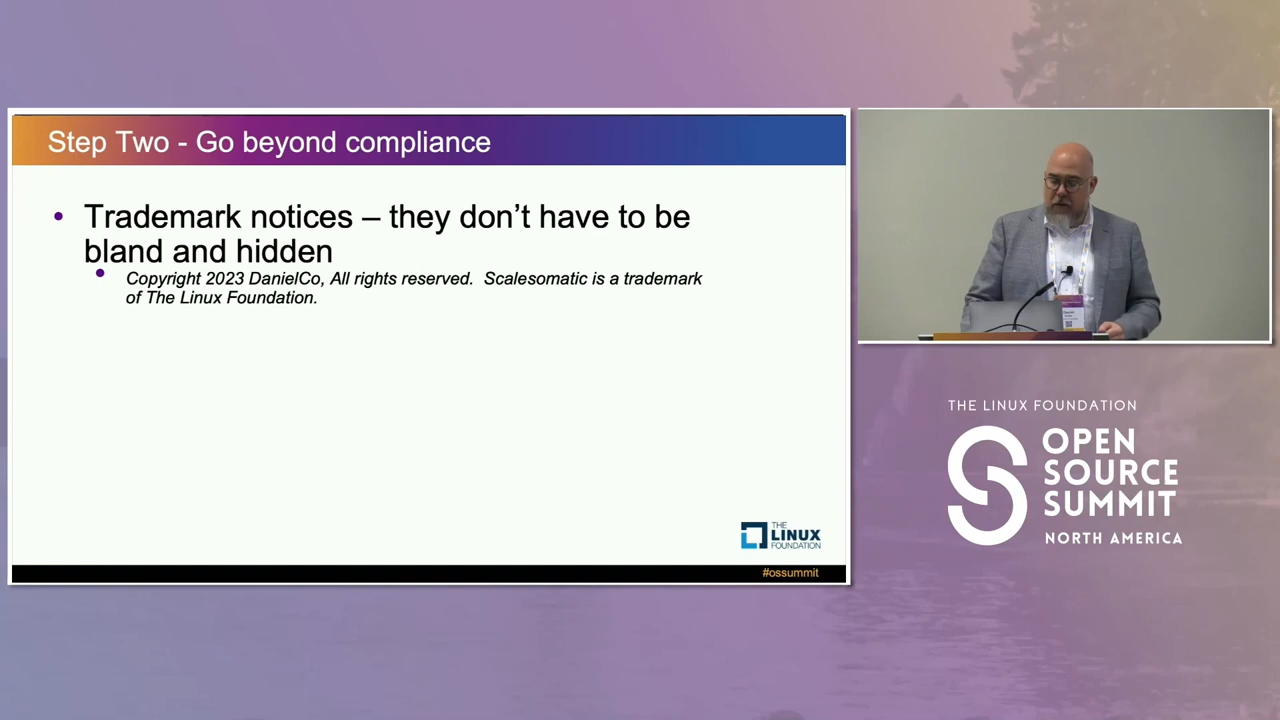 Step Two - Go beyond compliance
• Trademark notices – they don’t have to be
bland and hidden
• Copyright 2023 DanielCo, All rights reserved.  Scalesomatic is a trademark
of The Linux Foundation.
THE
LINUX
FOUNDATION
#ossummit
THE LINUX FOUNDATION
OPEN
SOURCE
SUMMIT
NORTH AMERICA